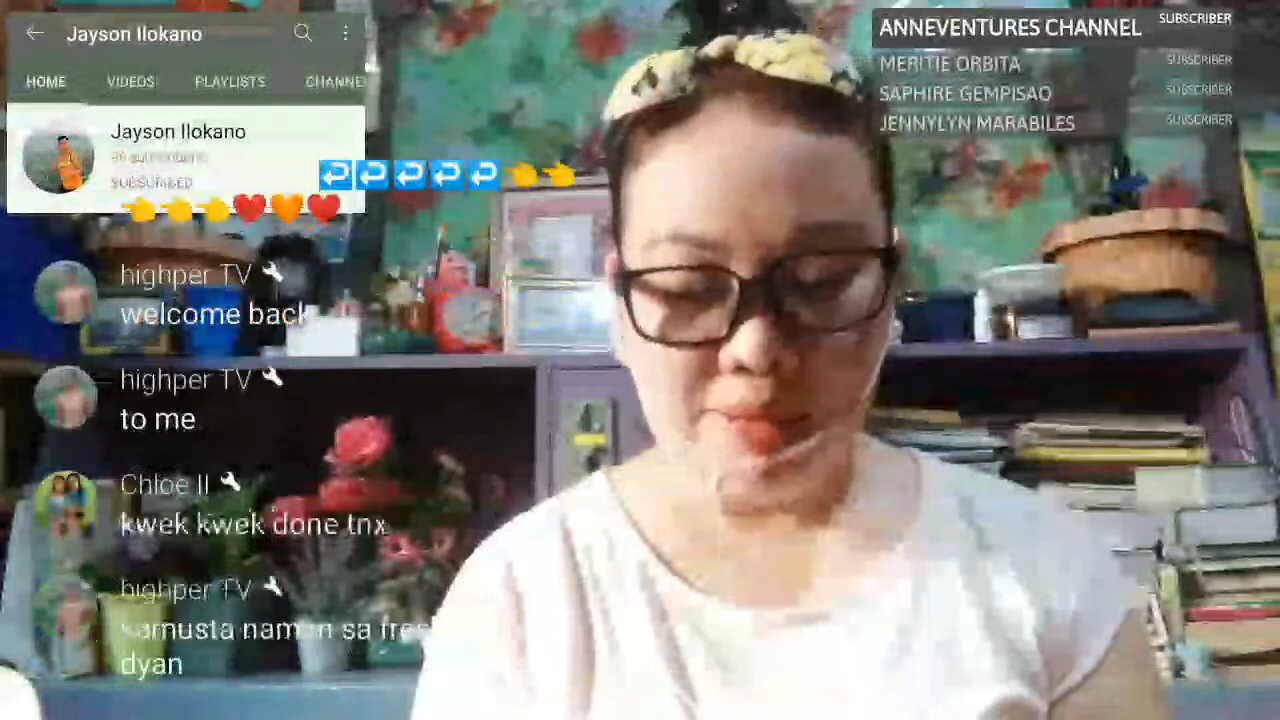 Jayson Ilokano
HOME VIDEOS PLAYLISTS CHANNE
Jayson Ilokano
SUBSCRIBED
ANNEVENTURES CHANNEL SUBSCRIBER
MERITIE ORBITA SUBSCRIBER
SAPHIRE GEMPISAO SUBSCRIBER
JENNYLYN MARABILES SUBSCRIBER
highper TV
welcome back
highper TV
to me
Chloe II
kwek kwek done tnx
highper TV
kamusta naman sa
dyan